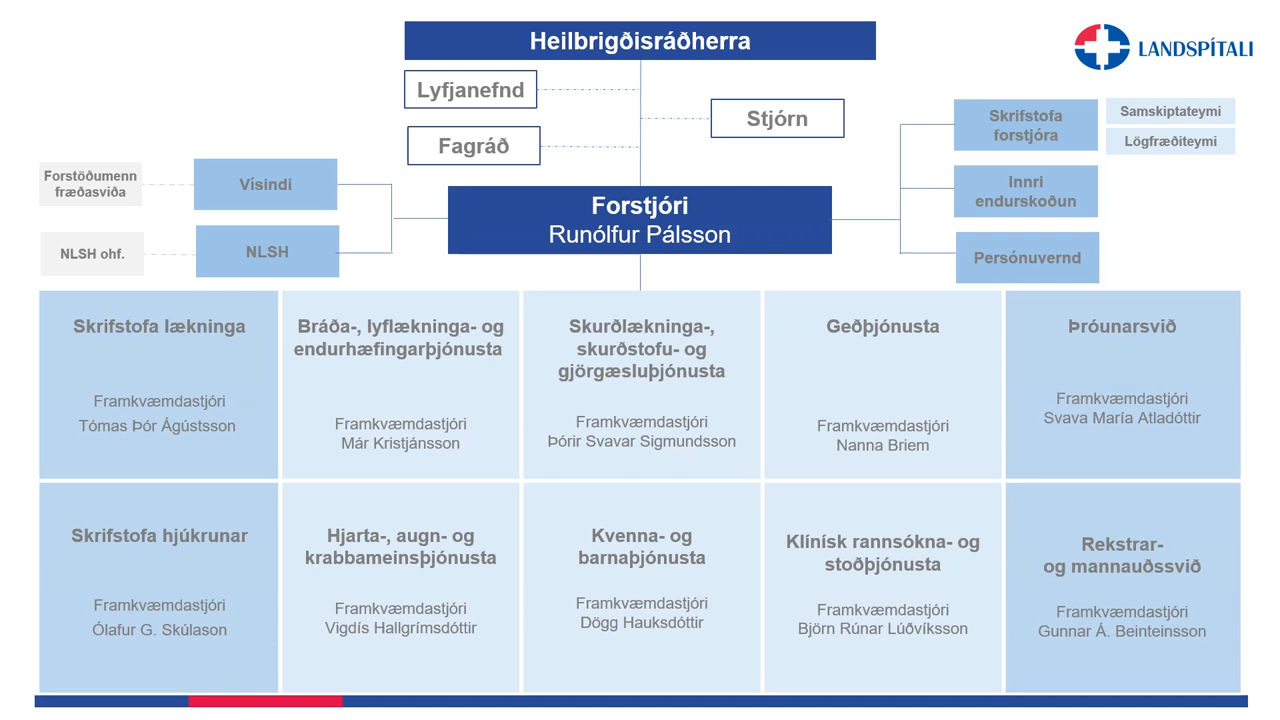 Heilbrigðisráðherra
LANDSPÍTALI
Lyfjanefnd
Stjórn
Fagráð
Skrifstofa
forstjóra
Samskiptateymi
Lögfræðiteymi
Forstöðumenn
fræðasviða
Vísindi
Innri
endurskoðun
Forstjóri
Runólfur Pálsson
NLSH ohf.
NLSH
Persónuvernd
Skrifstofa lækninga
Framkvæmdastjóri
Tómas Þór Ágústsson
Bráða-, lyflækninga- og
endurhæfingarþjónusta
Framkvæmdastjóri
Már Kristjánsson
Skurðlækninga-,
skurðstofu- og
gjörgæsluþjónusta
Framkvæmdastjóri
Þórir Svavar Sigmundsson
Geðþjónusta
Framkvæmdastjóri
Nanna Briem
Þróunarsvið
Framkvæmdastjóri
Svava María Atladóttir
Skrifstofa hjúkrunar
Framkvæmdastjóri
Ólafur G. Skúlason
Hjarta-, augn- og
krabbameinsþjónusta
Framkvæmdastjóri
Vigdís Hallgrímsdóttir
Kvenna- og
barnaþjónusta
Framkvæmdastjóri
Dögg Hauksdóttir
Klínísk rannsókna- og
stoðþjónusta
Framkvæmdastjóri
Björn Rúnar Lúðvíksson
Rekstrar-
og mannauðssvið
Framkvæmdastjóri
Gunnar Á. Beinteinsson